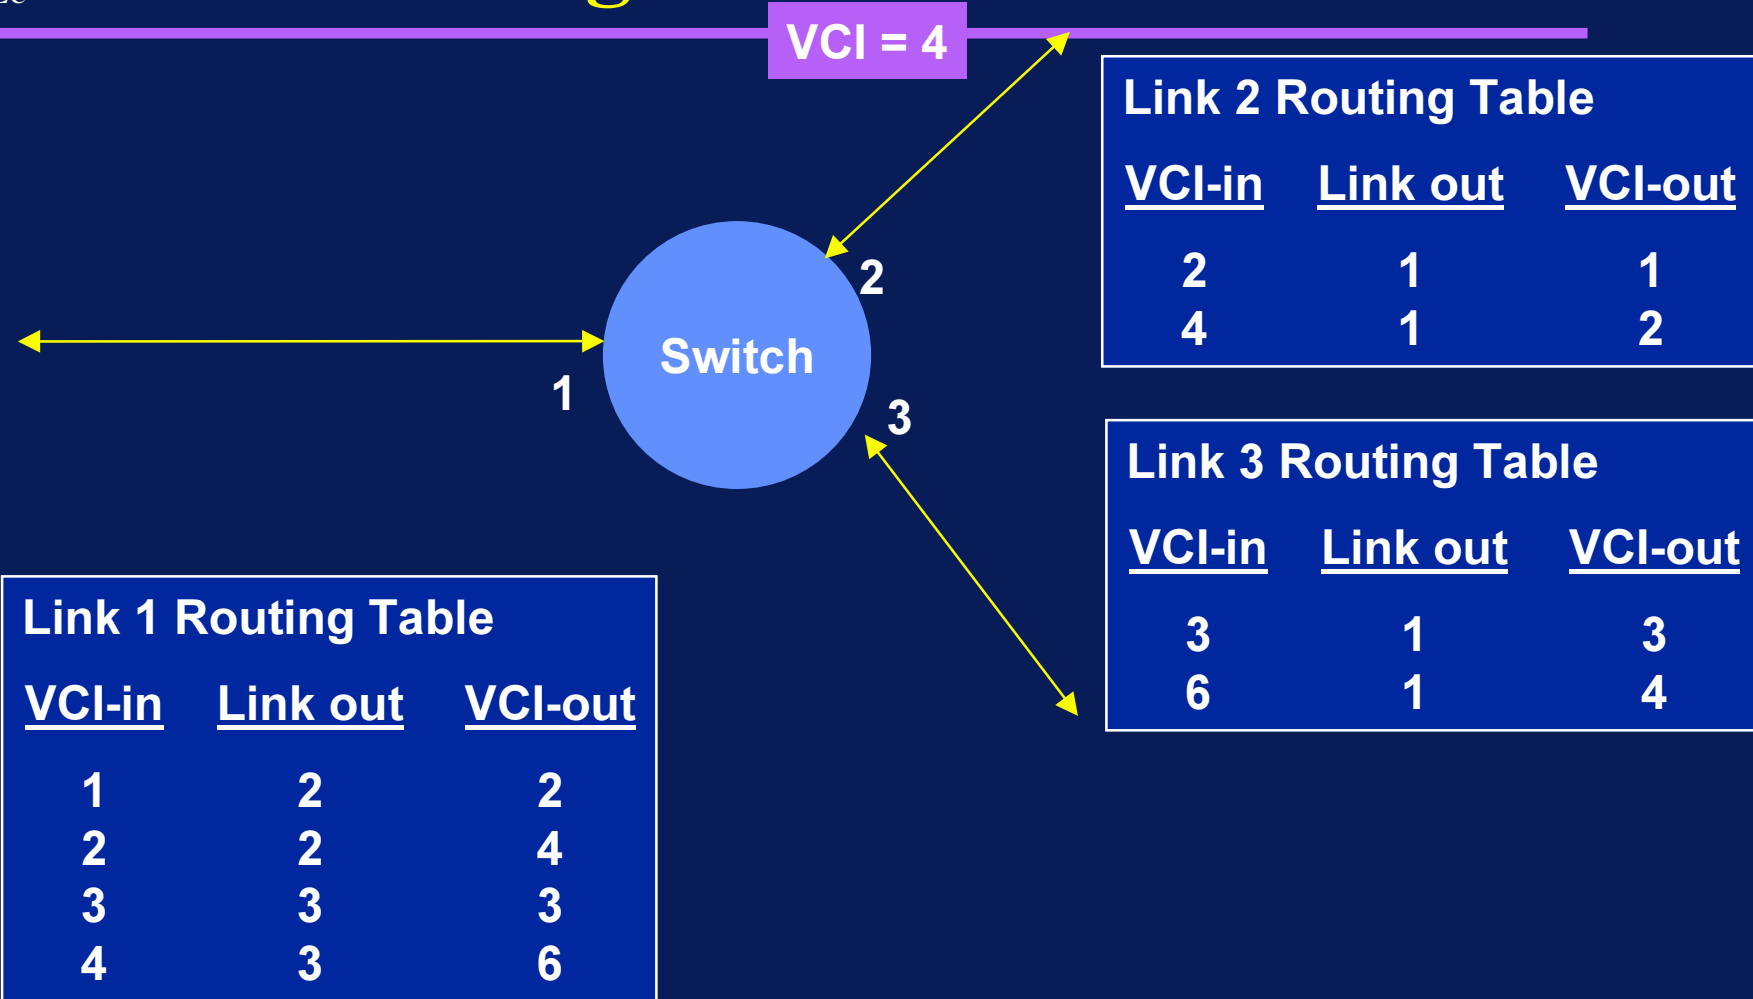 VCI = 4
Link 2 Routing Table
VCI-in Link out VCI-out
2 1 1
4 1 2
2
Switch
1
3
Link 3 Routing Table
VCI-in Link out VCI-out
3 1 3
6 1 4
Link 1 Routing Table
VCI-in Link out VCI-out
1 2 2
2 2 4
3 3 3
4 3 6